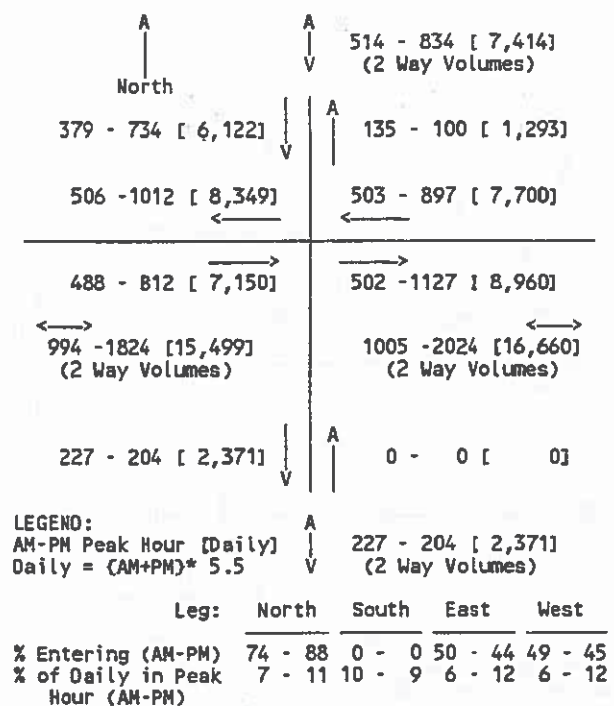 A A
514 - 834 [ 7,414]
V (2 Way Volumes)
North
A
379 - 734 [ 6,122] 135 - 100 [ 1,293]
V
506 -1012 [ 8,349] 503 - 897 [ 7,700]
<---- <----
----> ---->
488 - 812 [ 7,150] 502 -1127 [ 8,960]
<----> <---->
994 -1824 [15,499] 1005 -2024 [16,660]
(2 Way Volumes) (2 Way Volumes)
A
227 - 204 [ 2,371] 0 - 0 [ 0]
V
LEGEND: A
AM-PM Peak Hour [Daily] 227 - 204 [ 2,371]
Daily = (AM+PM)* 5.5 V (2 Way Volumes)
Leg: North South East West
% Entering (AM-PM) 74 - 88 0 - 0 50 - 44 49 - 45
% of Daily in Peak 7 - 11 10 - 9 6 - 12 6 - 12
Hour (AM-PM)